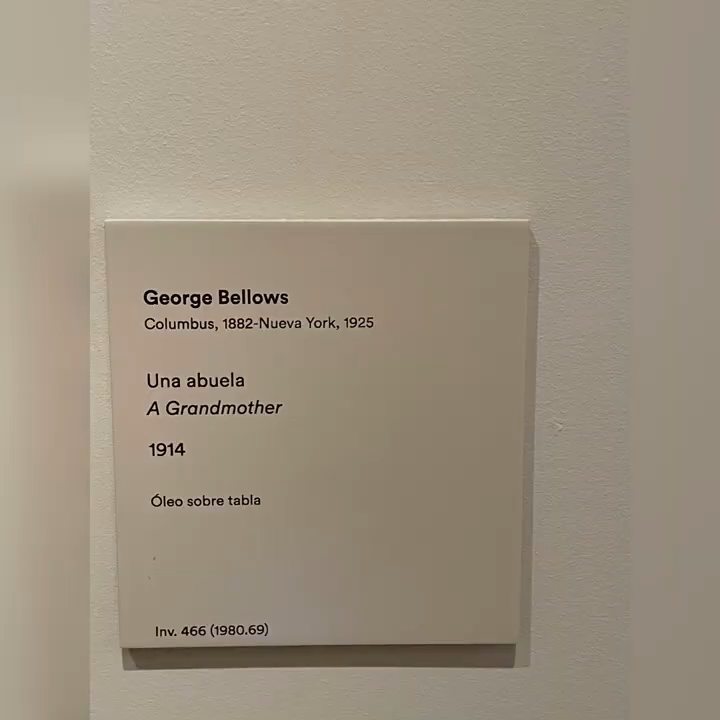 George Bellows
Columbus, 1882-Nueva York, 1925
Una abuela
A Grandmother
1914
Óleo sobre tabla
Inv. 466 (1980.69)